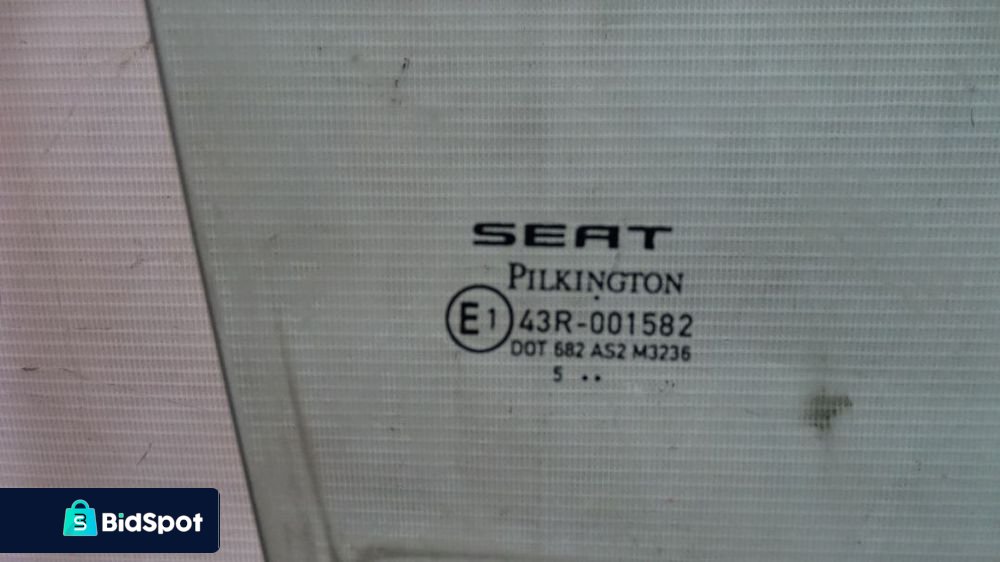 SEAT
PILKINGTON
E1 43R-001582
DOT 682 AS2 M3236
5 ..
BidSpot